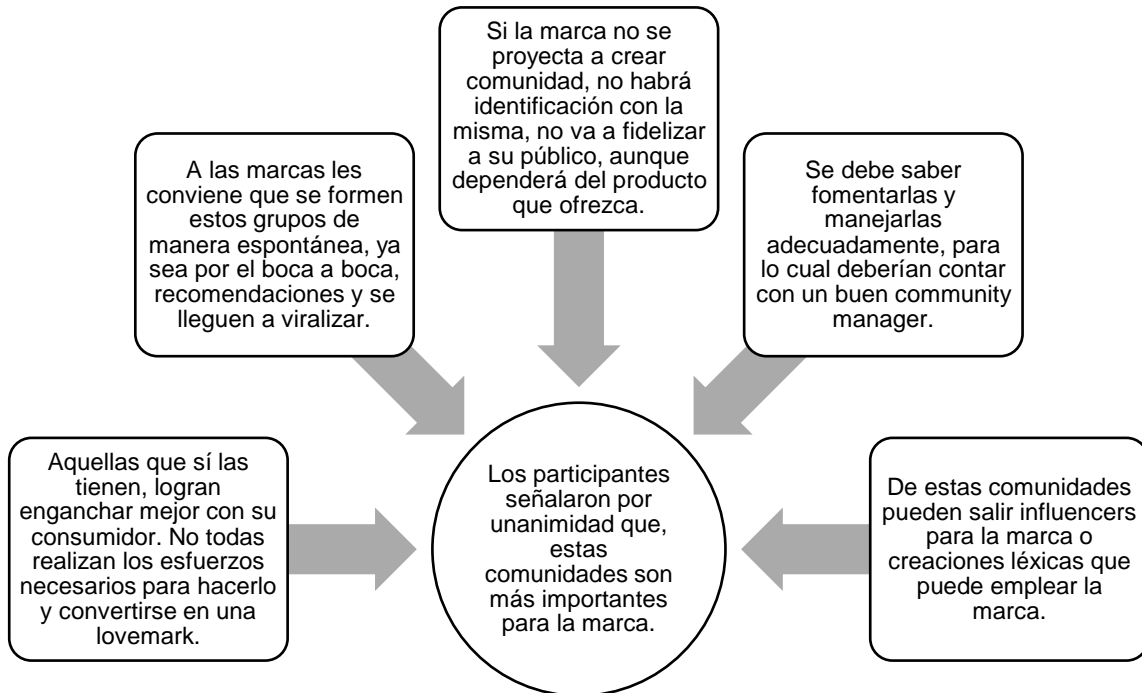 Si la marca no se
proyecta a crear
comunidad, no habrá
identificación con la
misma, no va a fidelizar
a su público, aunque
dependerá del producto
que ofrezca.
A las marcas les
conviene que se formen
estos grupos de
manera espontánea, ya
sea por el boca a boca,
recomendaciones y se
lleguen a viralizar.
Se debe saber
fomentarlas y
manejarlas
adecuadamente, para
lo cual deberían contar
con un buen community
manager.
Aquellas que sí las
tienen, logran
enganchar mejor con su
consumidor. No todas
realizan los esfuerzos
necesarios para hacerlo
y convertirse en una
lovemark.
Los participantes
señalaron por
unanimidad que,
estas
comunidades son
más importantes
para la marca.
De estas comunidades
pueden salir influencers
para la marca o
creaciones léxicas que
puede emplear la
marca.